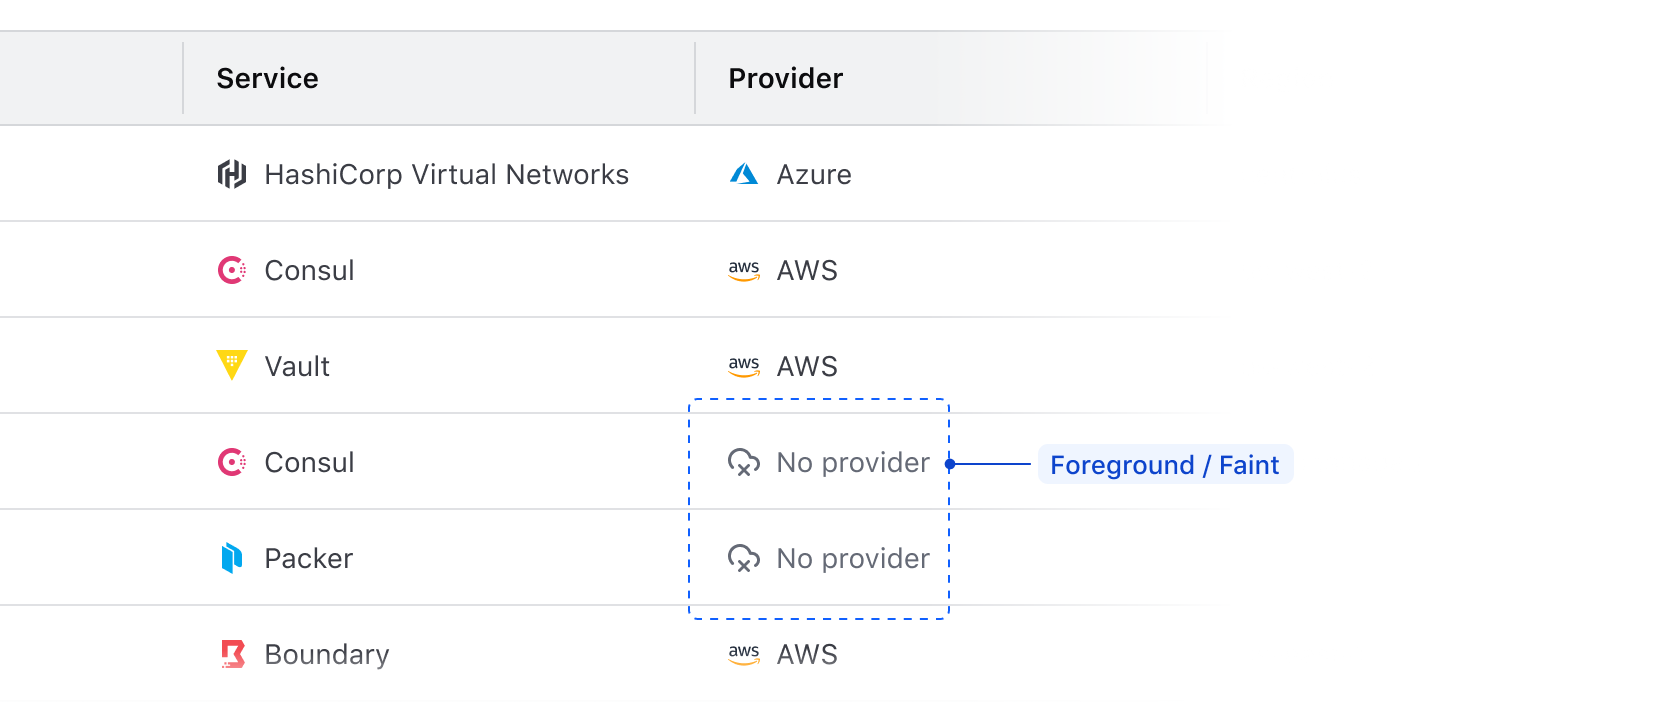 Service Provider
HashiCorp Virtual Networks Azure
Consul aws AWS
Vault aws AWS
Consul No provider Foreground / Faint
Packer No provider
Boundary aws AWS